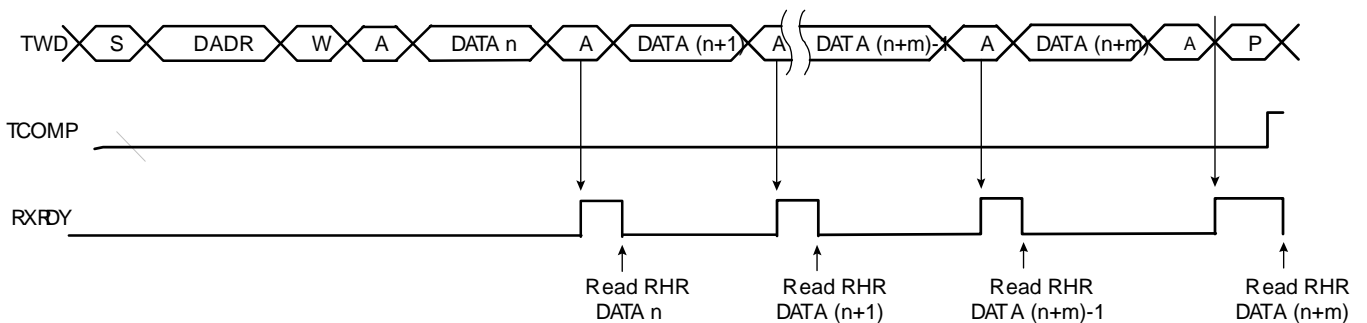 TWD S DADR W A DATA n A DATA (n+1) A DATA (n+m)-1 A DATA (n+m) A P
TCOMP
RXRDY
Read RHR Read RHR Read RHR Read RHR
DATA n DATA (n+1) DATA (n+m)-1 DATA (n+m)